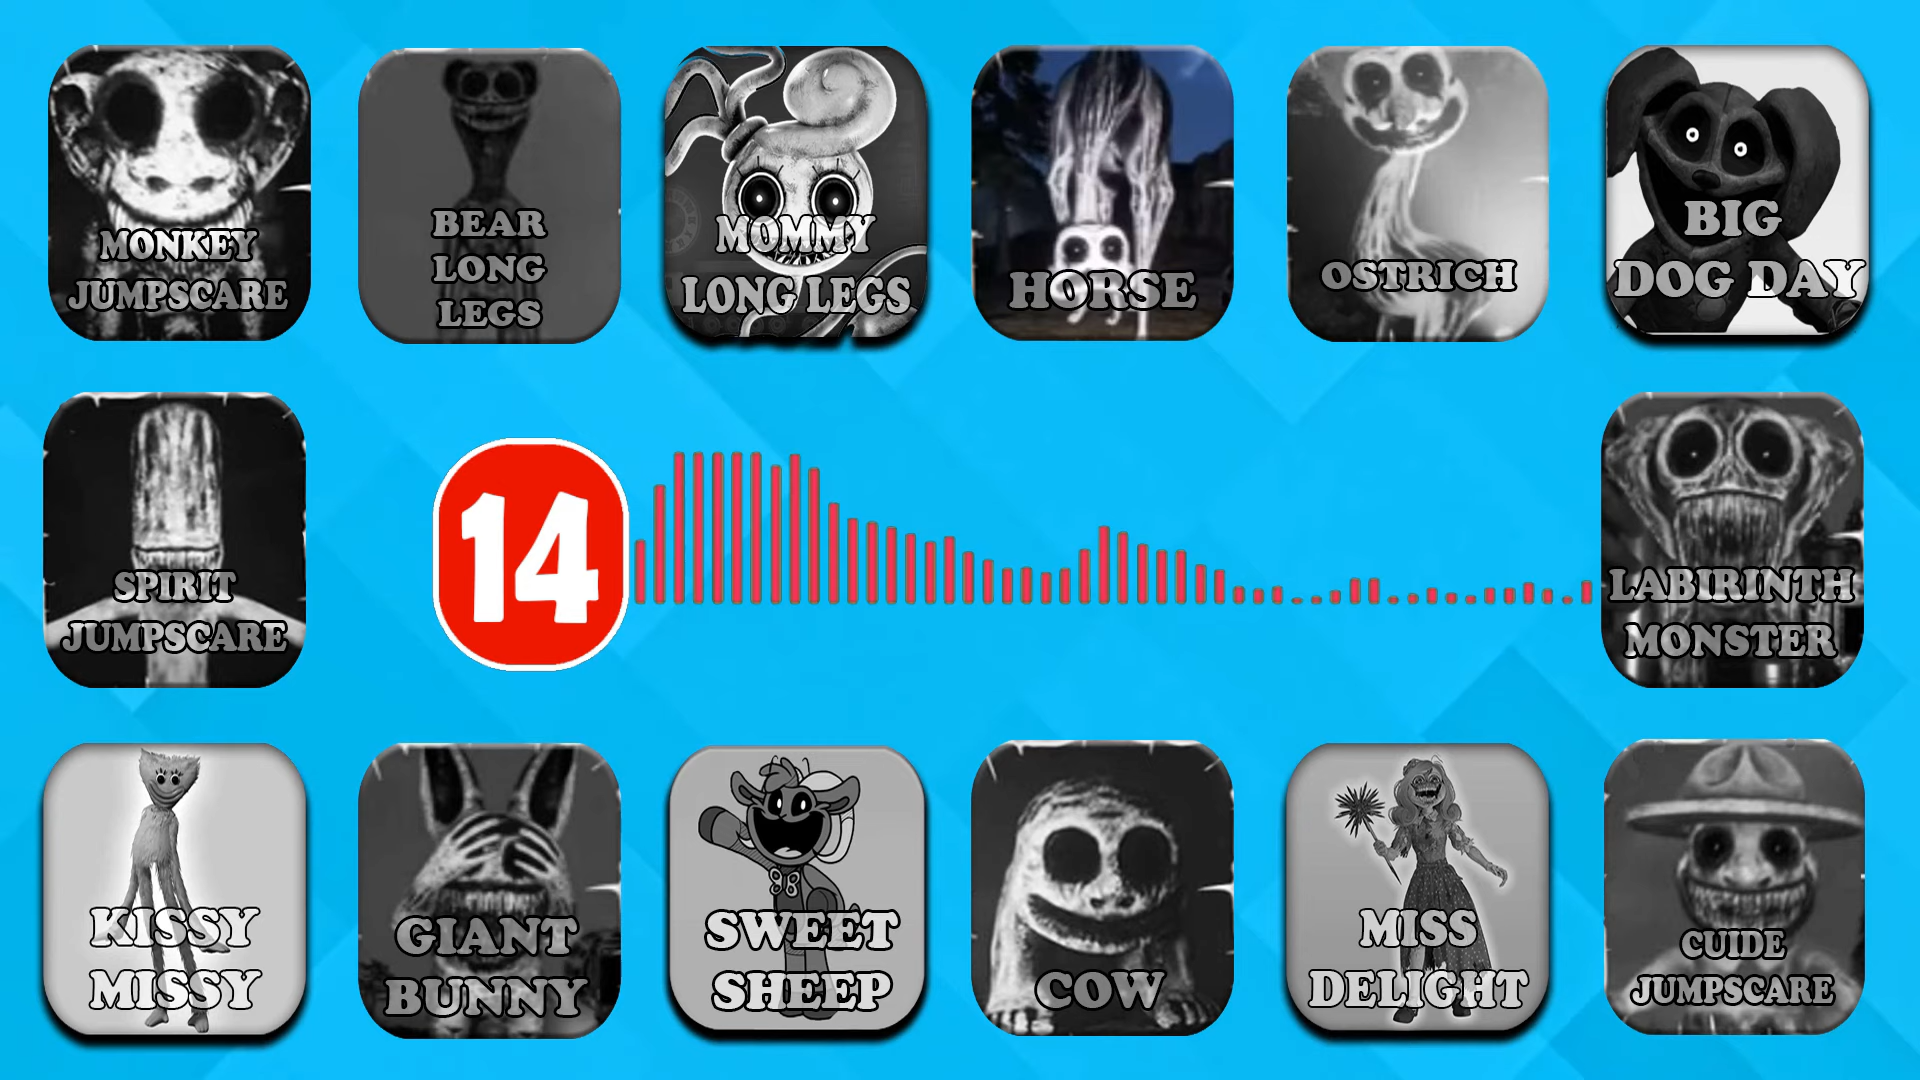 MONKEY
JUMPSCARE
BEAR
LONG
LEGS
MOMMY
LONG LEGS
HORSE
OSTRICH
BIG
DOG DAY
SPIRIT
JUMPSCARE
14
LABIRINTH
MONSTER
KISSY
MISSY
GIANT
BUNNY
SWEET
SHEEP
COW
MISS
DELIGHT
CUIDE
JUMPSCARE